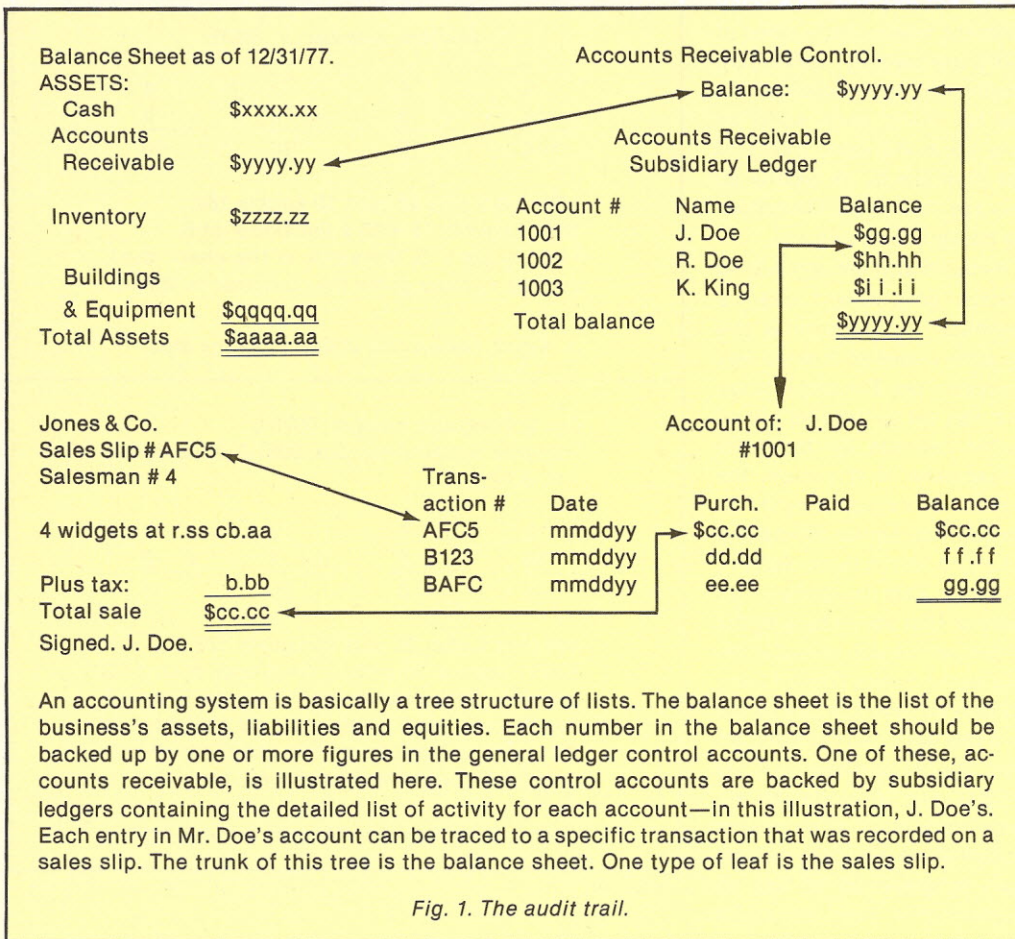 Balance Sheet as of 12/31/77.
ASSETS:
Cash $xxxx.xx
Accounts
Receivable $yyyy.yy
Inventory $zzzz.zz
Buildings
& Equipment $qqqq.qq
Total Assets $aaaa.aa
Accounts Receivable Control.
Balance: $yyyy.yy
Accounts Receivable
Subsidiary Ledger
Account # Name Balance
1001 J. Doe $gg.gg
1002 R. Doe $hh.hh
1003 K. King $ii.ii
Total balance $yyyy.yy
Jones & Co.
Sales Slip # AFC5
Salesman # 4
4 widgets at r.ss cb.aa
Plus tax: b.bb
Total sale $cc.cc
Signed. J. Doe.
Account of: J. Doe
#1001
Trans-
action # Date Purch. Paid Balance
AFC5 mmddyy $cc.cc $cc.cc
B123 mmddyy dd.dd ff.ff
BAFC mmddyy ee.ee gg.gg
An accounting system is basically a tree structure of lists. The balance sheet is the list of the
business's assets, liabilities and equities. Each number in the balance sheet should be
backed up by one or more figures in the general ledger control accounts. One of these, ac-
counts receivable, is illustrated here. These control accounts are backed by subsidiary
ledgers containing the detailed list of activity for each account—in this illustration, J. Doe's.
Each entry in Mr. Doe's account can be traced to a specific transaction that was recorded on a
sales slip. The trunk of this tree is the balance sheet. One type of leaf is the sales slip.
Fig. 1. The audit trail.